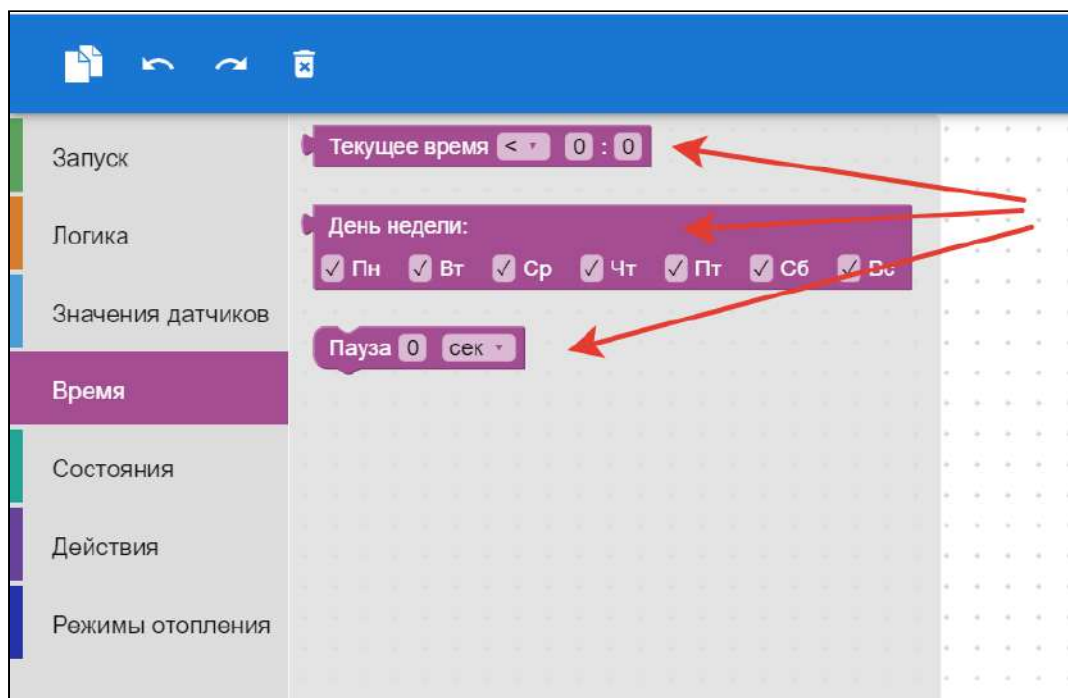 Запуск
Логика
Значения датчиков
Время
Состояния
Действия
Режимы отопления
Текущее время < 0 : 0
День недели:
Пн Вт Ср Чт Пт Сб Вс
Пауза 0 сек